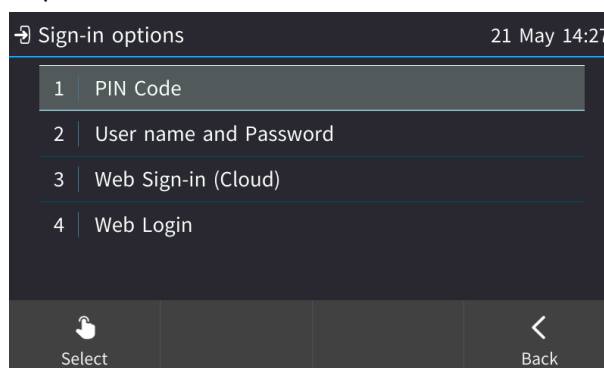 Sign-in options 21 May 14:27
1 PIN Code
2 User name and Password
3 Web Sign-in (Cloud)
4 Web Login
Select Back